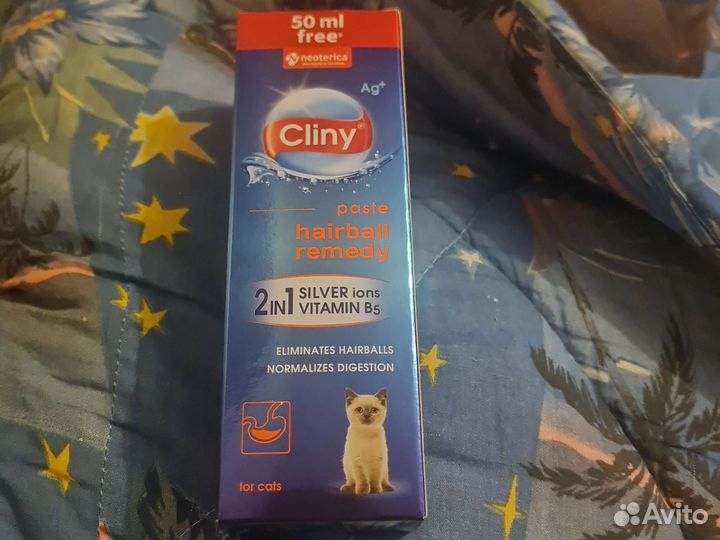 50 ml
free*
neoterica
Ag+
Cliny®
paste
hairball
remedy
2IN1 SILVER ions
VITAMIN B5
ELIMINATES HAIRBALLS
NORMALIZES DIGESTION
for cats
Avito